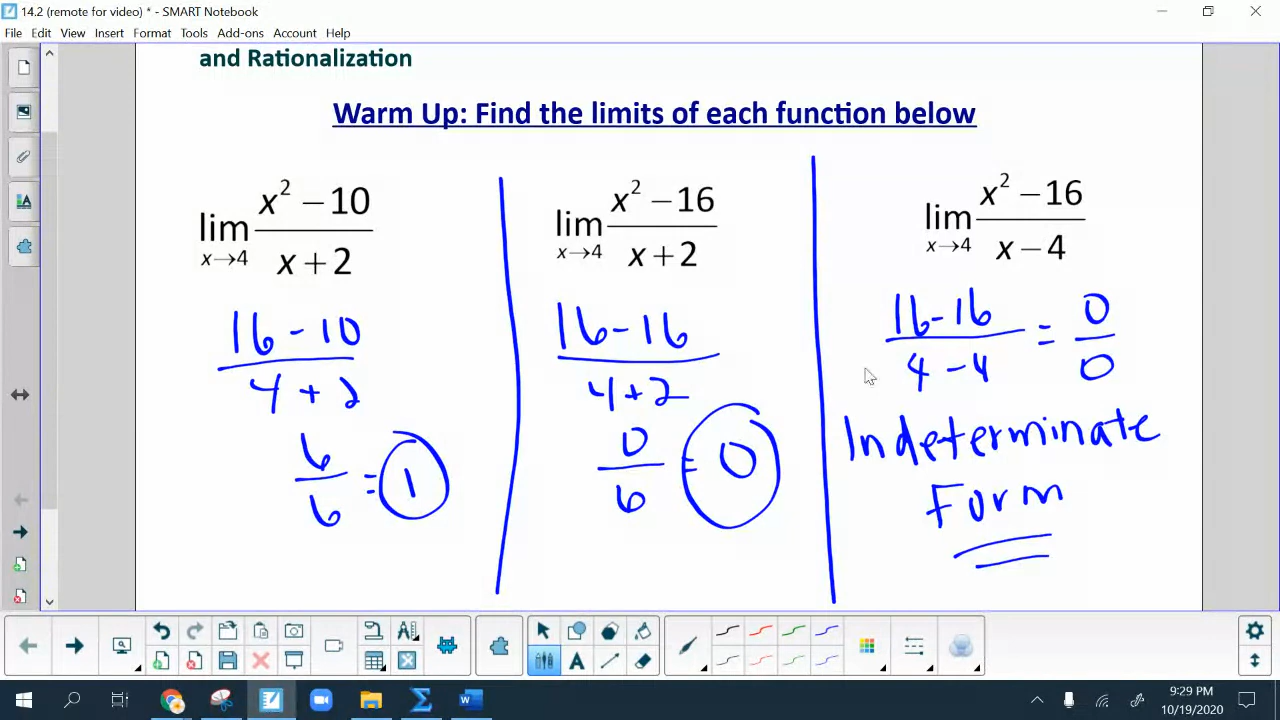 14.2 (remote for video) * - SMART Notebook
File Edit View Insert Format Tools Add-ons Account Help
and Rationalization
Warm Up: Find the limits of each function below
lim x→4 (x² − 10)/(x + 2)
16 - 10
4 + 2
6/6 = 1
lim x→4 (x² − 16)/(x + 2)
16 - 16
4 + 2
0/6 = 0
lim x→4 (x² − 16)/(x − 4)
(16 - 16)/(4 - 4) = 0/0
Indeterminate
Form
9:29 PM
10/19/2020